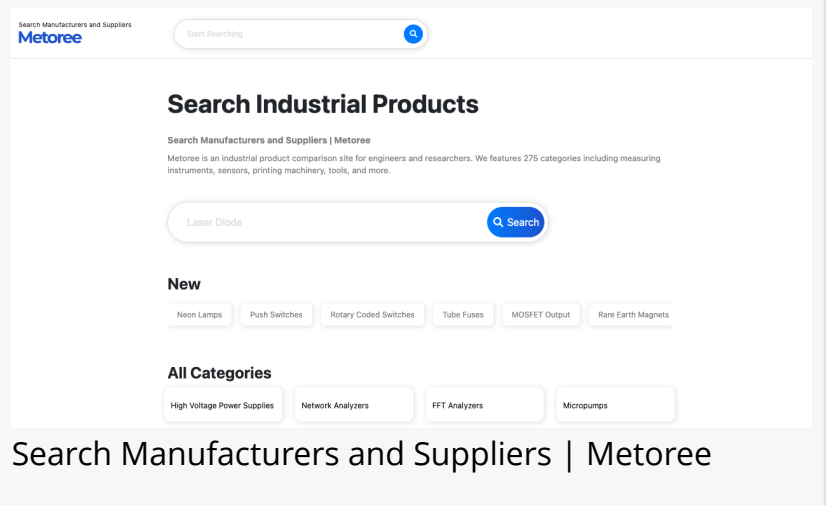 Search Manufacturers and Suppliers
Metoree
Start Searching
Search Industrial Products
Search Manufacturers and Suppliers | Metoree
Metoree is an industrial product comparison site for engineers and researchers. We features 275 categories including measuring
instruments, sensors, printing machinery, tools, and more.
Laser Diode
Search
New
Neon Lamps
Push Switches
Rotary Coded Switches
Tube Fuses
MOSFET Output
Rare Earth Magnets
All Categories
High Voltage Power Supplies
Network Analyzers
FFT Analyzers
Micropumps
Search Manufacturers and Suppliers | Metoree